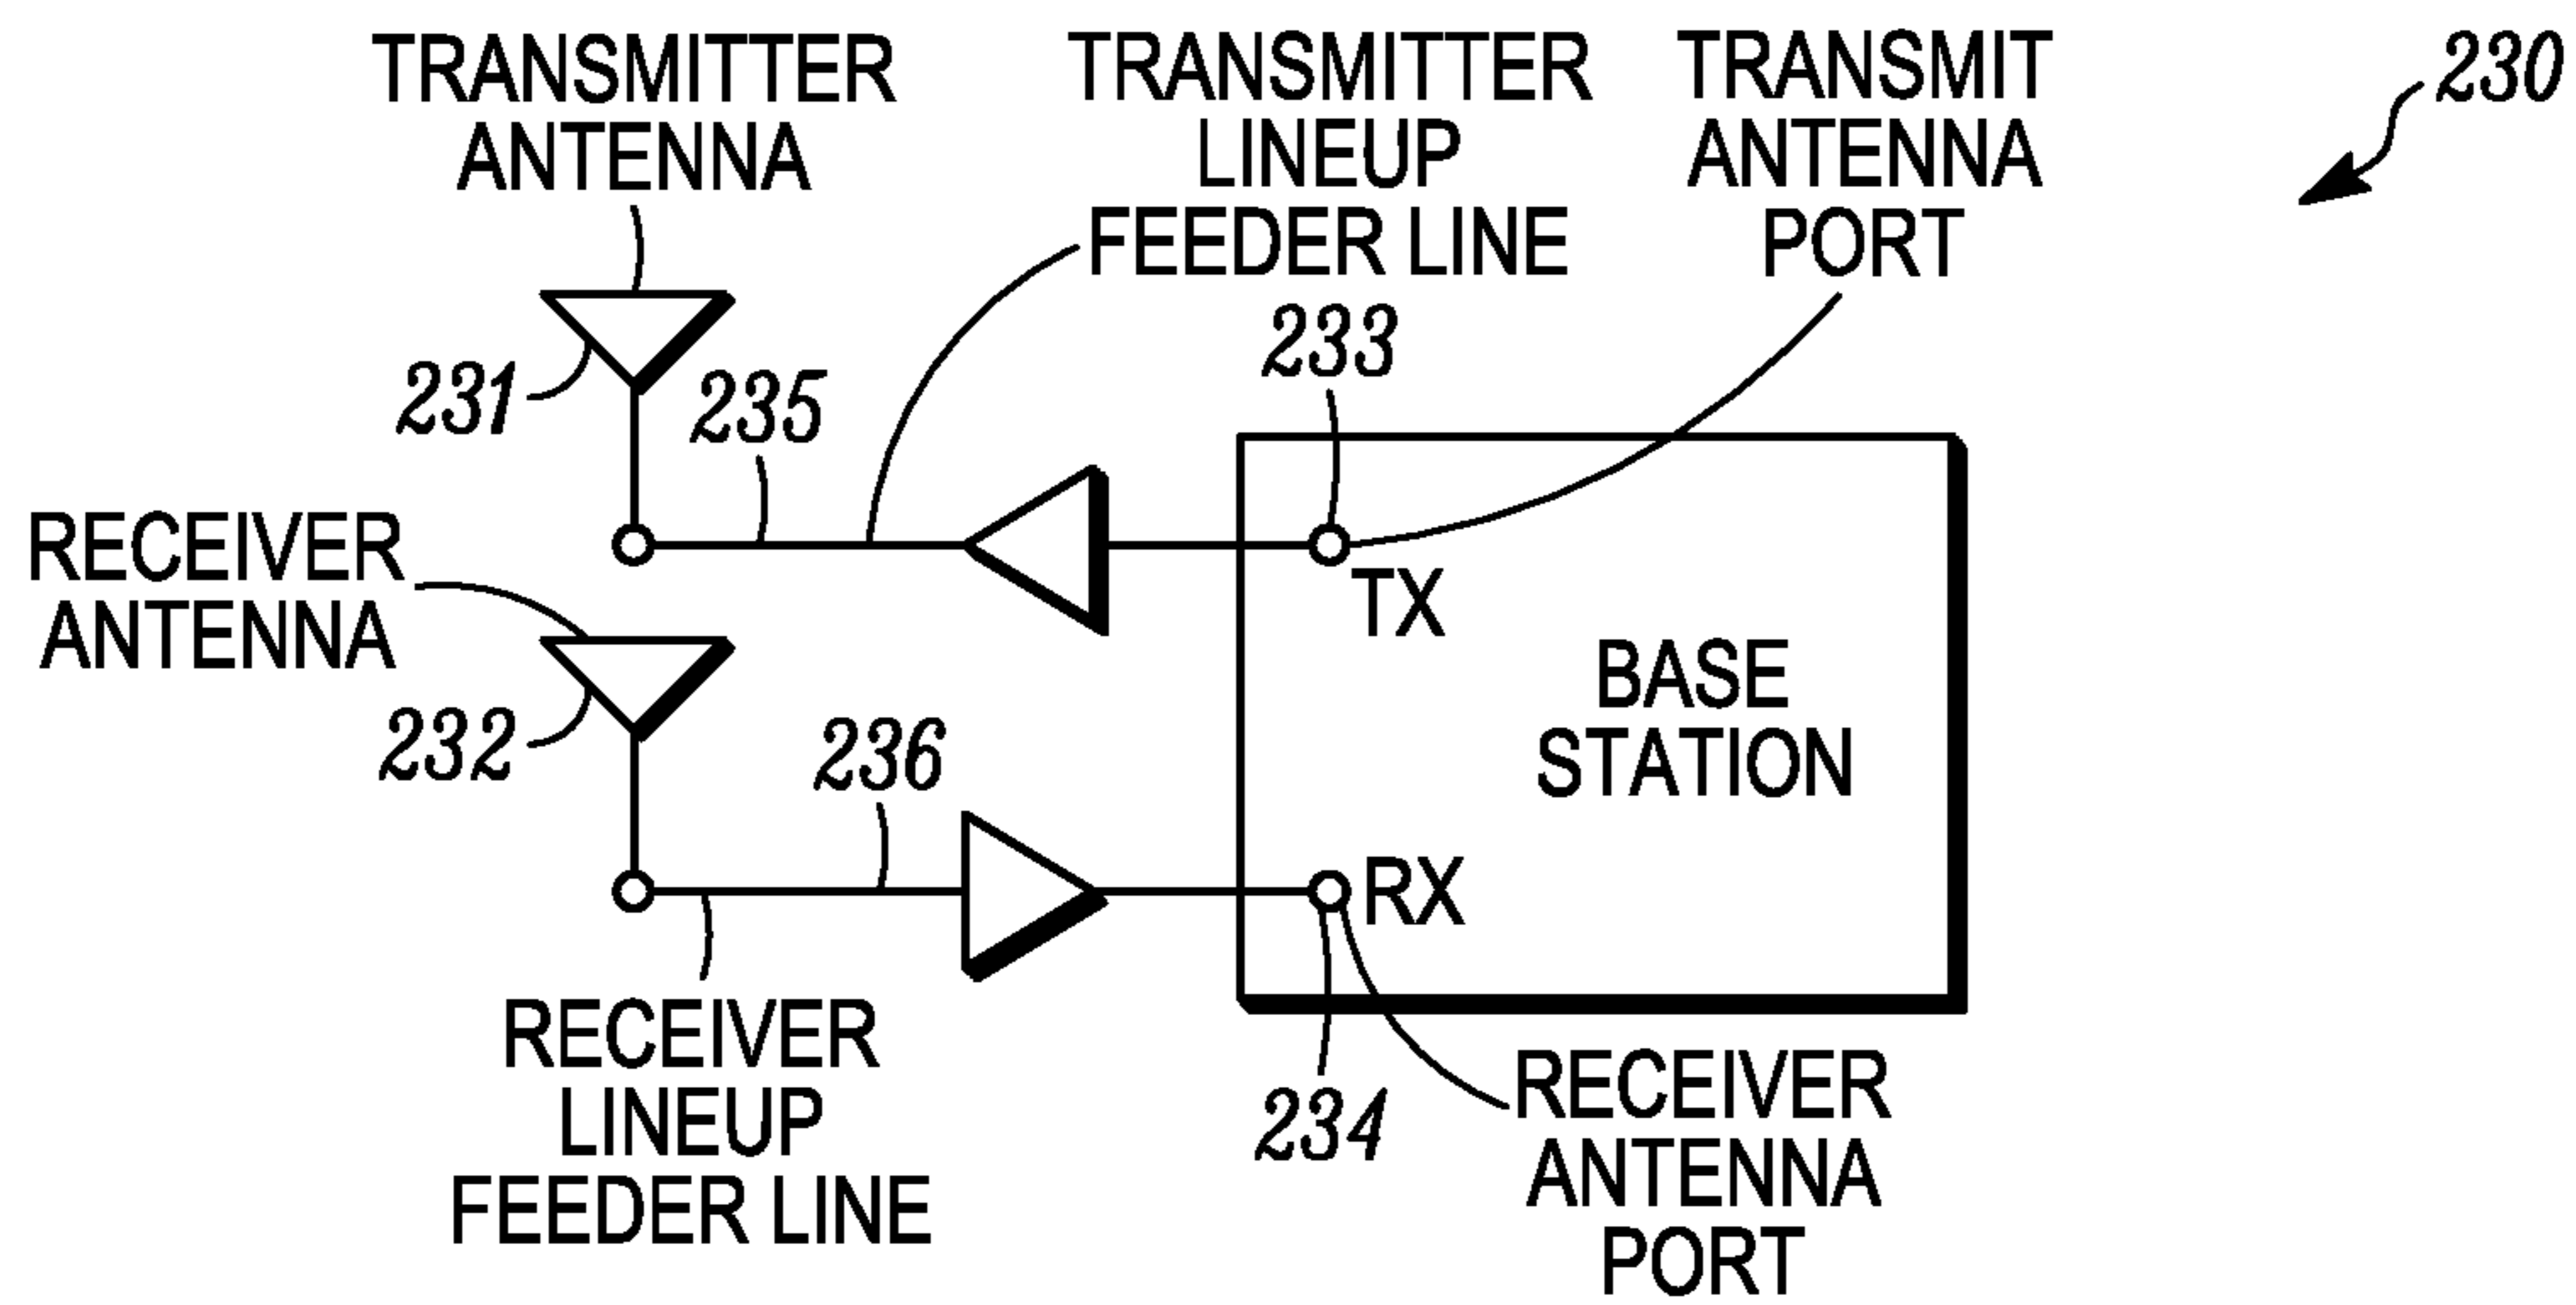 TRANSMITTER
ANTENNA
TRANSMITTER
LINEUP
FEEDER LINE
TRANSMIT
ANTENNA
PORT
230
231
235
233
RECEIVER
ANTENNA
TX
232
236
BASE
STATION
RX
RECEIVER
LINEUP
FEEDER LINE
234
RECEIVER
ANTENNA
PORT